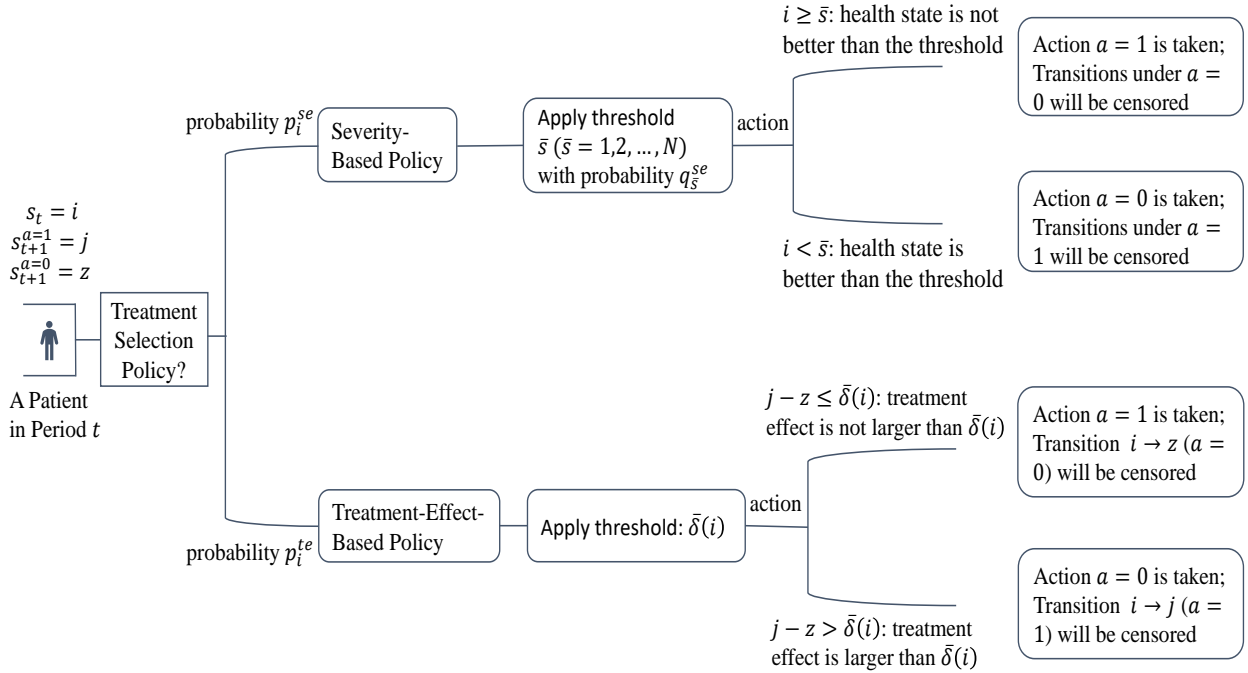 s_t = i
s_{t+1}^{a=1} = j
s_{t+1}^{a=0} = z
A Patient
in Period t
Treatment
Selection
Policy?
probability p_i^{se}
Severity-
Based Policy
Apply threshold
s̄ (s̄ = 1,2, … , N)
with probability q_{s̄}^{se}
action
i ≥ s̄: health state is not
better than the threshold
Action a = 1 is taken;
Transitions under a =
0 will be censored
i < s̄: health state is
better than the threshold
Action a = 0 is taken;
Transitions under a =
1 will be censored
probability p_i^{te}
Treatment-Effect-
Based Policy
Apply threshold: δ̄(i)
action
j − z ≤ δ̄(i): treatment
effect is not larger than δ̄(i)
Action a = 1 is taken;
Transition i → z (a =
0) will be censored
j − z > δ̄(i): treatment
effect is larger than δ̄(i)
Action a = 0 is taken;
Transition i → j (a =
1) will be censored